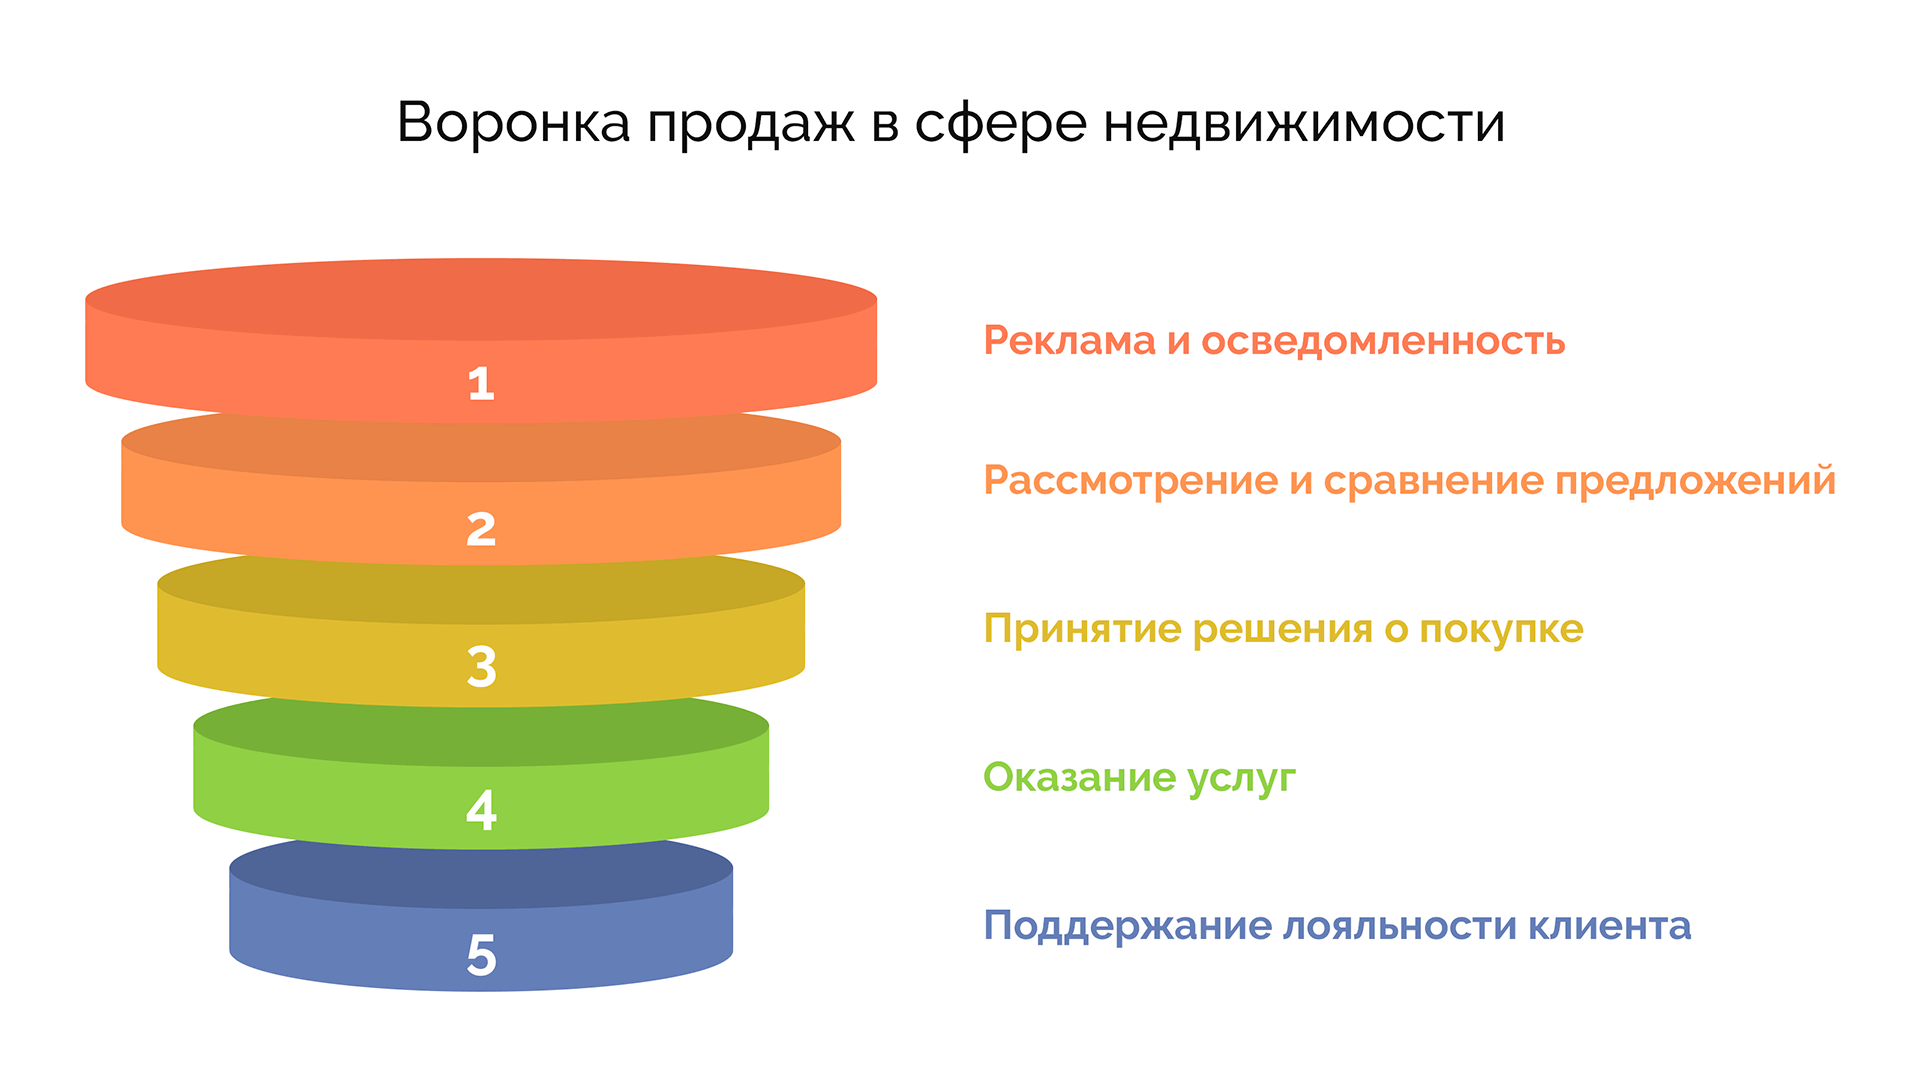 Воронка продаж в сфере недвижимости
1
Реклама и осведомленность
2
Рассмотрение и сравнение предложений
3
Принятие решения о покупке
4
Оказание услуг
5
Поддержание лояльности клиента